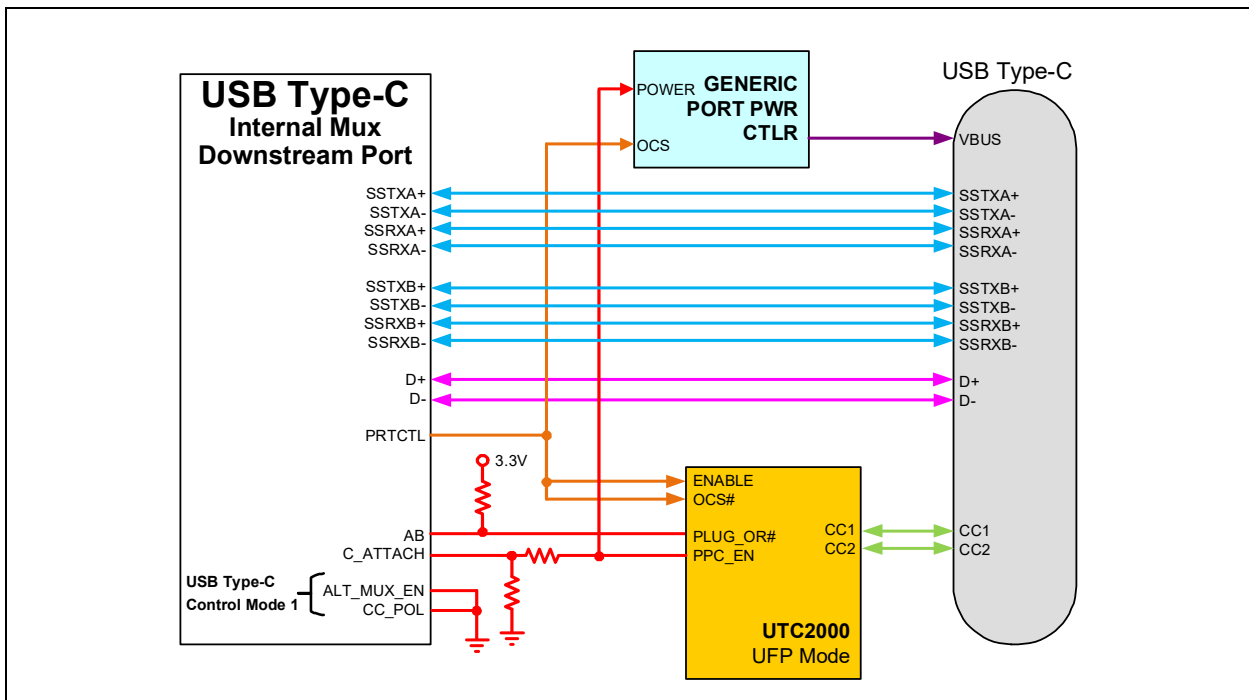 USB Type-C
Internal Mux
Downstream Port
SSTXA+
SSTXA-
SSRXA+
SSRXA-
SSTXB+
SSTXB-
SSRXB+
SSRXB-
D+
D-
PRTCTL
AB
C_ATTACH
USB Type-C
Control Mode 1
ALT_MUX_EN
CC_POL
3.3V
POWER
GENERIC
PORT PWR
CTLR
OCS
ENABLE
OCS#
PLUG_OR#
PPC_EN
CC1
CC2
UTC2000
UFP Mode
USB Type-C
VBUS
SSTXA+
SSTXA-
SSRXA+
SSRXA-
SSTXB+
SSTXB-
SSRXB+
SSRXB-
D+
D-
CC1
CC2